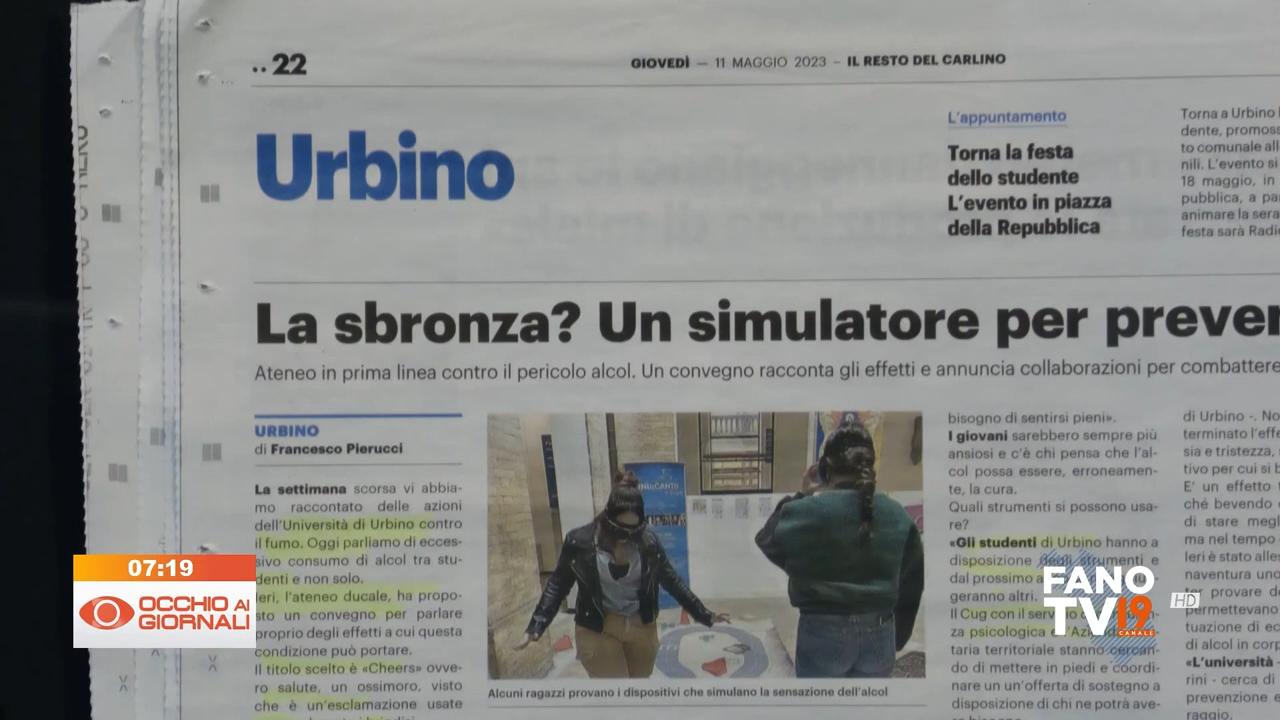 ..22
GIOVEDÌ — 11 MAGGIO 2023 – IL RESTO DEL CARLINO
Urbino
L'appuntamento
Torna la festa
dello studente
L'evento in piazza
della Repubblica
Torna a Urbino
dente, promos
to comunale all
nili. L'evento si
18 maggio, in
pubblica, a pa
animare la sera
festa sarà Radi
La sbronza? Un simulatore per preve
Ateneo in prima linea contro il pericolo alcol. Un convegno racconta gli effetti e annuncia collaborazioni per combattere
URBINO
di Francesco Pierucci
La settimana scorsa vi abbia-
mo raccontato delle azioni
dell'Università di Urbino contro
il fumo. Oggi parliamo di ecces-
sivo consumo di alcol tra stu-
denti e non solo.
Ieri, l'ateneo ducale, ha propo-
sto un convegno per parlare
proprio degli effetti a cui questa
condizione può portare.
Il titolo scelto è «Cheers» ovve-
ro salute, un ossimoro, visto
che è un'esclamazione usate
Alcuni ragazzi provano i dispositivi che simulano la sensazione dell'alcol
bisogno di sentirsi pieni».
I giovani sarebbero sempre più
ansiosi e c'è chi pensa che l'al-
col possa essere, erroneamen-
te, la cura.
Quali strumenti si possono usa-
re?
«Gli studenti di Urbino hanno a
disposizione degli strumenti e
dal prossimo a
geranno altri.
Il Cug con il
za psicologica e
taria territoriale stanno cercan-
do di mettere in piedi e coordi-
nare un un'offerta di sostegno a
disposizione di chi ne potrà ave-
di Urbino -. No
terminato l'effe
sia e tristezza,
tivo per cui si b
E' un effetto
ché bevendo
di stare meg
ma nel tempo
Ieri è stato alle
naventura uno
provare d
permettevano
tuazione di ec
di alcol in corp
«L'università
rini - cerca di
prevenzione e
raggio.
07:19
OCCHIO AI
GIORNALI
FANO
TV 19
CANALE
HD